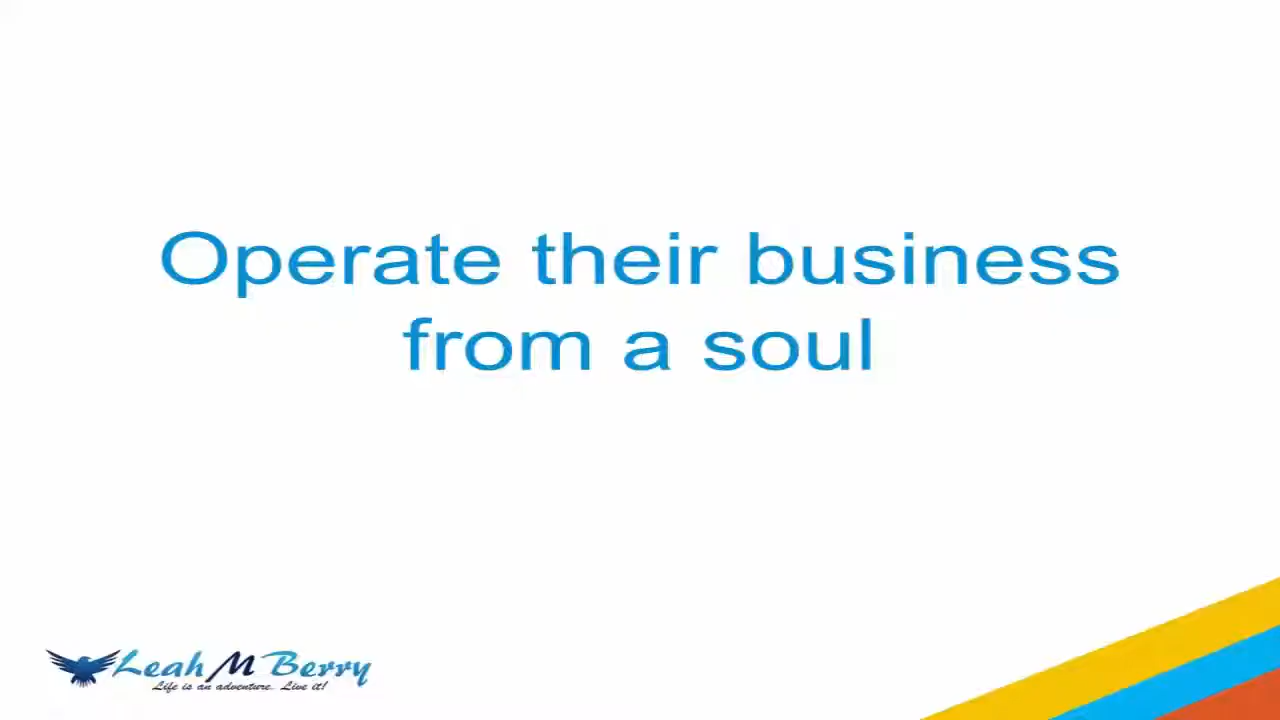 Operate their business
from a soul
Leah M Berry
Life is an adventure. Live it!